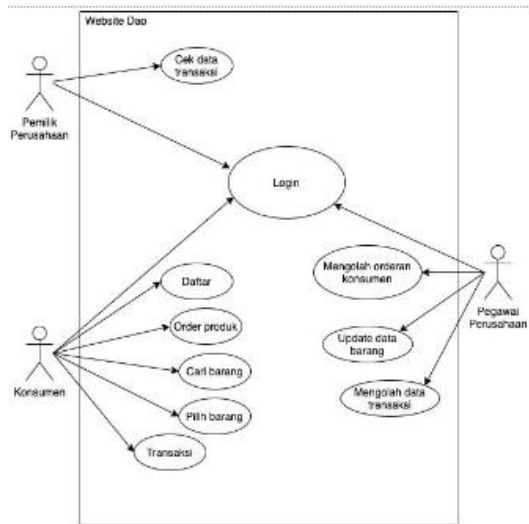 Website Dao
Cek data
transaksi
Pemilik
Perusahaan
Login
Mengolah orderan
konsumen
Daftar
Pegawai
Perusahaan
Order produk
Update data
barang
Cari barang
Konsumen
Mengolah data
transaksi
Pilih barang
Transaksi